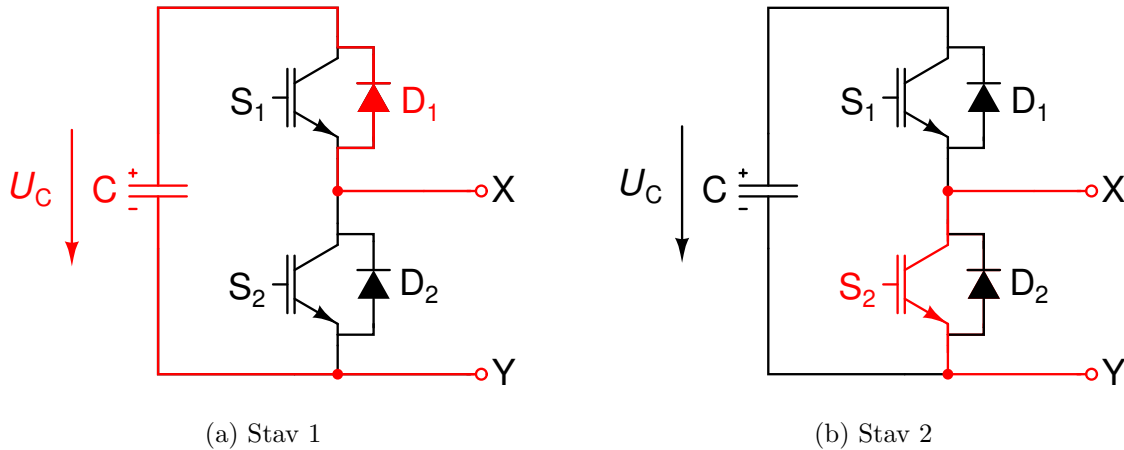 S1
D1
UC
C
+
-
X
S2
D2
Y
(a) Stav 1
S1
D1
UC
C
+
-
X
S2
D2
Y
(b) Stav 2